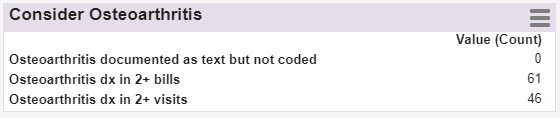 Consider Osteoarthritis
Value (Count)
Osteoarthritis documented as text but not coded 0
Osteoarthritis dx in 2+ bills 61
Osteoarthritis dx in 2+ visits 46